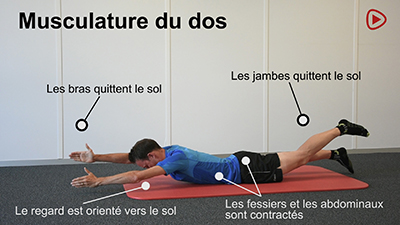 Musculature du dos
Les jambes quittent le sol
Les bras quittent le sol
Le regard est orienté vers le sol
Les fessiers et les abdominaux
sont contractés